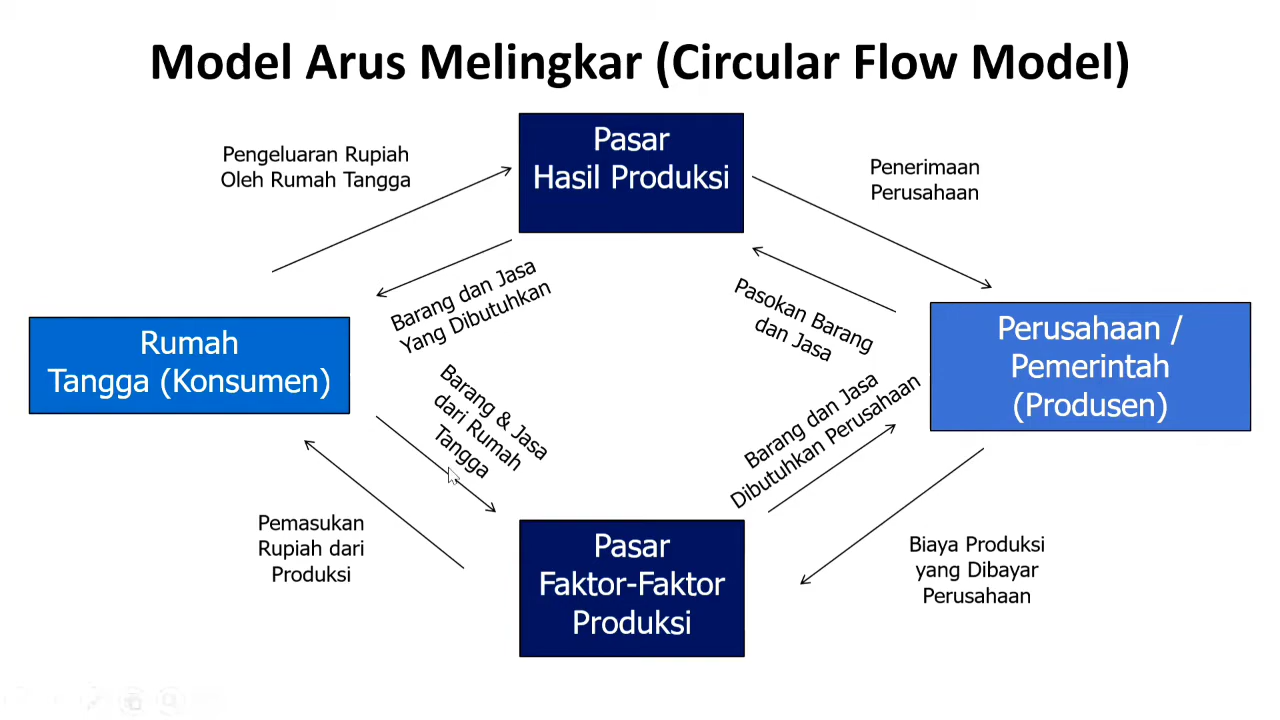 Model Arus Melingkar (Circular Flow Model)
Pasar
Hasil Produksi
Pengeluaran Rupiah
Oleh Rumah Tangga
Penerimaan
Perusahaan
Barang dan Jasa
Yang Dibutuhkan
Pasokan Barang
dan Jasa
Rumah
Tangga (Konsumen)
Perusahaan /
Pemerintah
(Produsen)
Barang & Jasa
dari Rumah
Tangga
Barang dan Jasa
Dibutuhkan Perusahaan
Pemasukan
Rupiah dari
Produksi
Pasar
Faktor-Faktor
Produksi
Biaya Produksi
yang Dibayar
Perusahaan